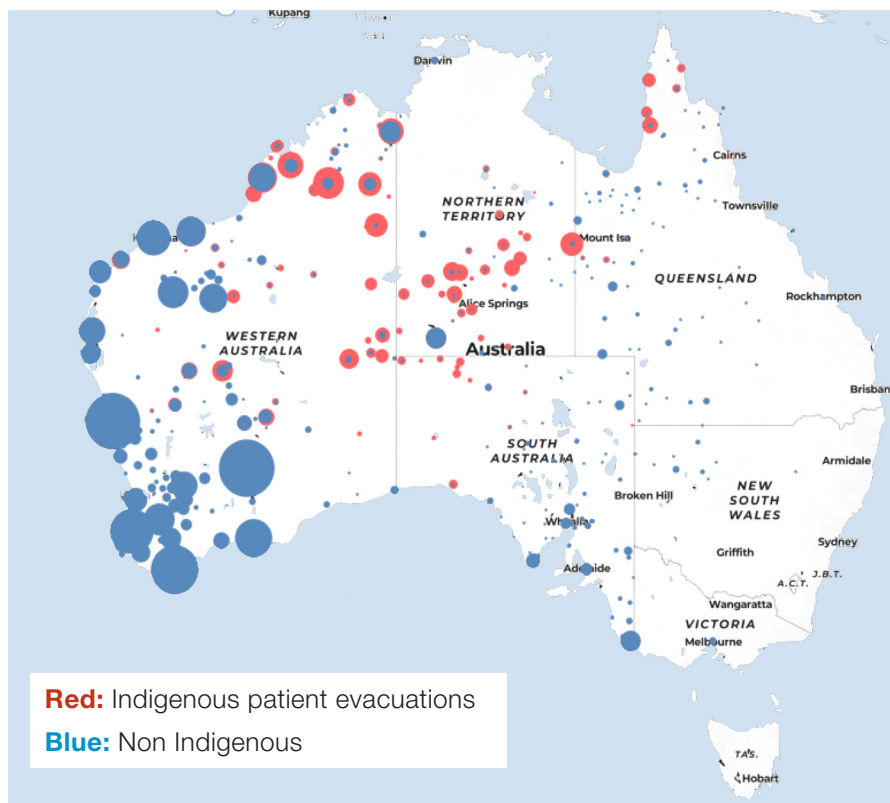 Kupang
Timor
Sea
Darwin
Cairns
NORTHERN
TERRITORY
Townsville
Mount Isa
QUEENSLAND
Rockhampton
Alice Springs
WESTERN
AUSTRALIA
Australia
Brisban
SOUTH
AUSTRALIA
Armidale
Broken Hill
NEW
SOUTH
WALES
Sydney
Griffith
Adelaide
J.B.T.
A.C.T.
Wangaratta
VICTORIA
Melbourne
Red: Indigenous patient evacuations
Blue: Non Indigenous
TAS.
Hobart